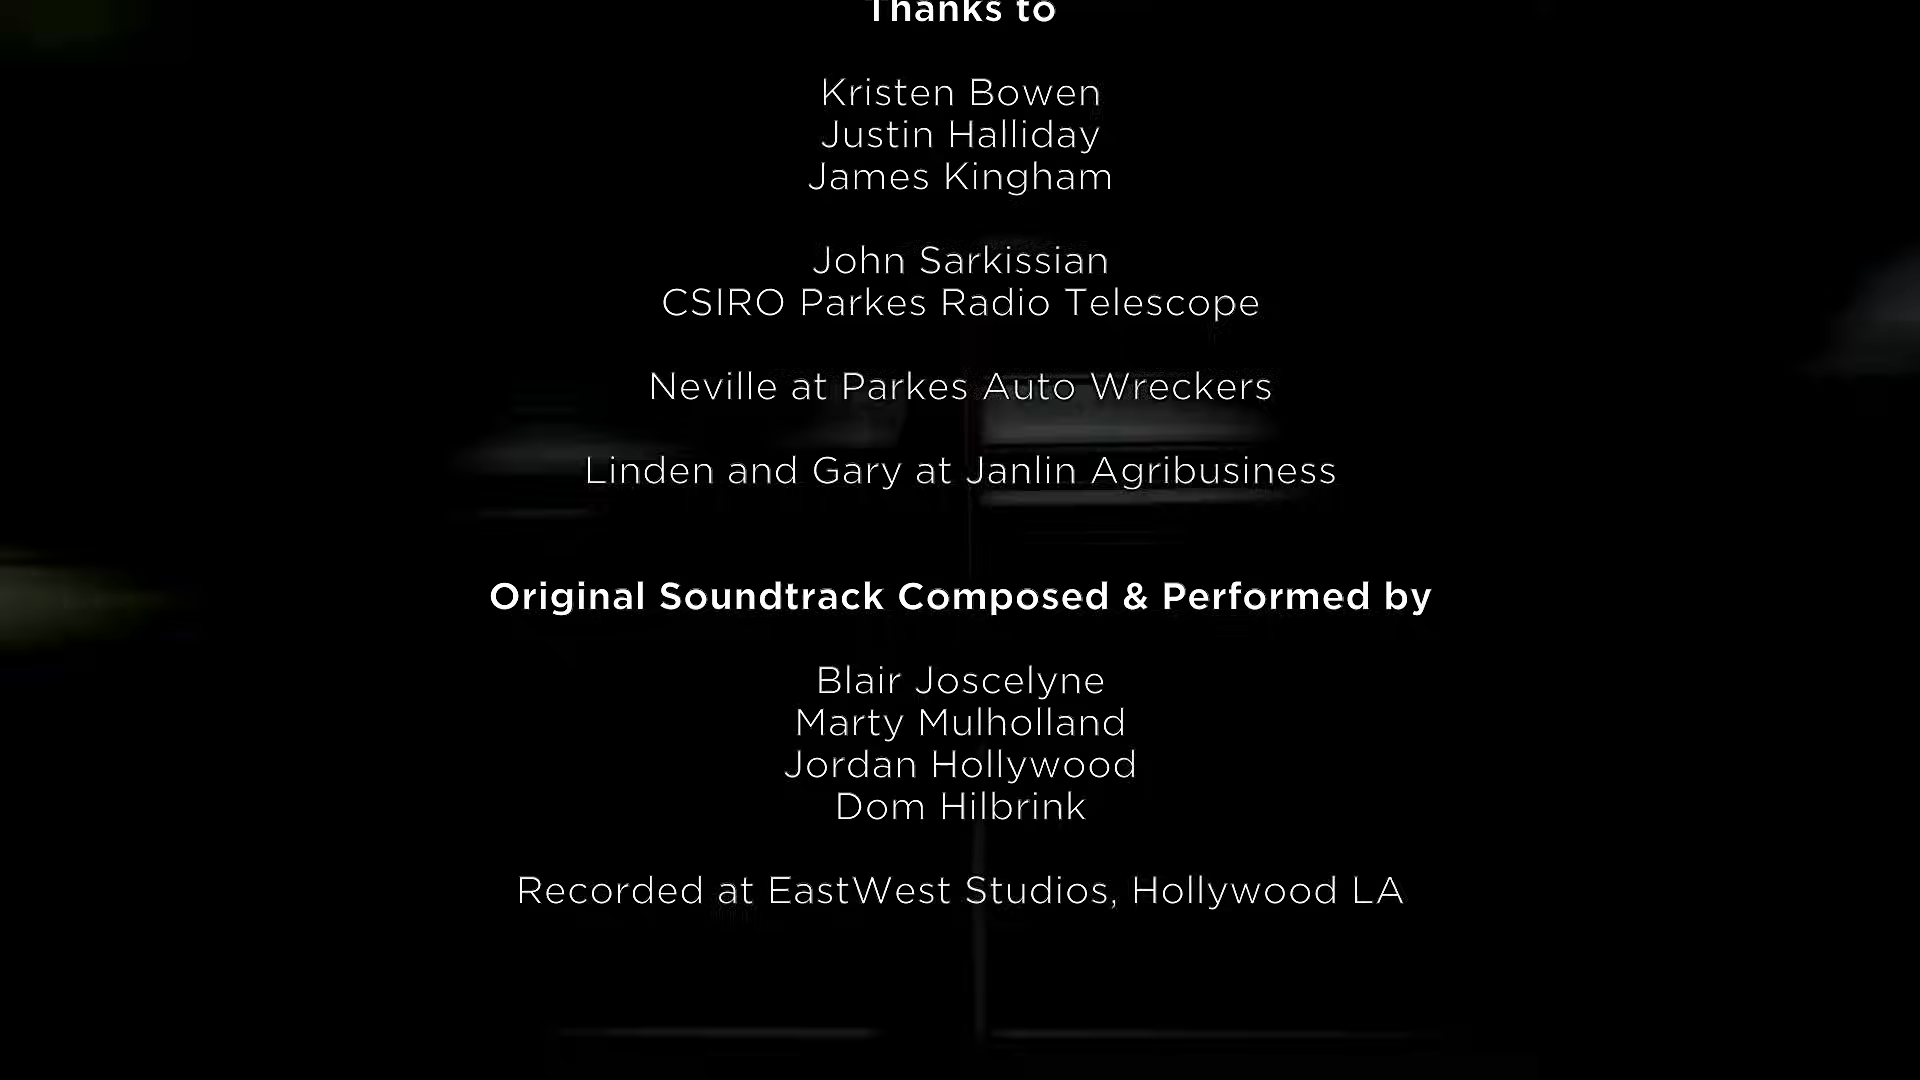 Thanks to
Kristen Bowen
Justin Halliday
James Kingham
John Sarkissian
CSIRO Parkes Radio Telescope
Neville at Parkes Auto Wreckers
Linden and Gary at Janlin Agribusiness
Original Soundtrack Composed & Performed by
Blair Joscelyne
Marty Mulholland
Jordan Hollywood
Dom Hilbrink
Recorded at EastWest Studios, Hollywood LA